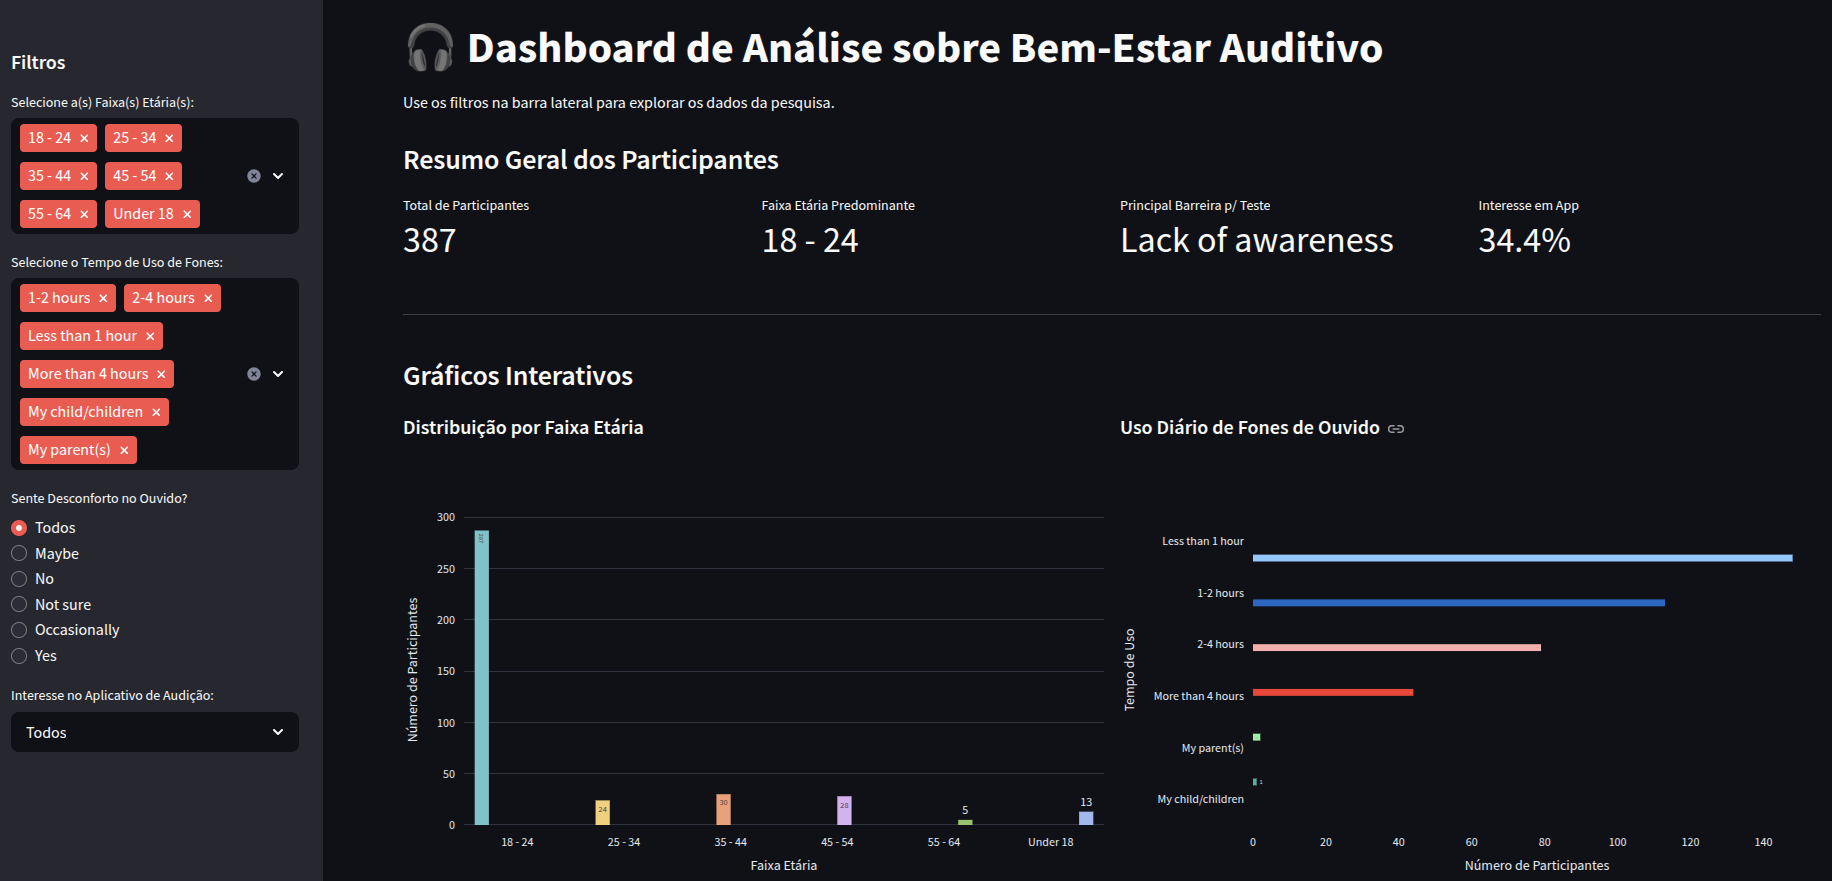 Filtros
Selecione a(s) Faixa(s) Etária(s):
18 - 24 25 - 34
35 - 44 45 - 54
55 - 64 Under 18
Selecione o Tempo de Uso de Fones:
1-2 hours 2-4 hours
Less than 1 hour
More than 4 hours
My child/children
My parent(s)
Sente Desconforto no Ouvido?
Todos
Maybe
No
Not sure
Occasionally
Yes
Interesse no Aplicativo de Audição:
Todos
Dashboard de Análise sobre Bem-Estar Auditivo
Use os filtros na barra lateral para explorar os dados da pesquisa.
Resumo Geral dos Participantes
Total de Participantes
387
Faixa Etária Predominante
18 - 24
Principal Barreira p/ Teste
Lack of awareness
Interesse em App
34.4%
Gráficos Interativos
Distribuição por Faixa Etária
Número de Participantes
300
250
200
150
100
50
0
287
24
30
28
5
13
18 - 24 25 - 34 35 - 44 45 - 54 55 - 64 Under 18
Faixa Etária
Uso Diário de Fones de Ouvido
Tempo de Uso
Less than 1 hour
1-2 hours
2-4 hours
More than 4 hours
My parent(s)
1
My child/children
0 20 40 60 80 100 120 140
Número de Participantes